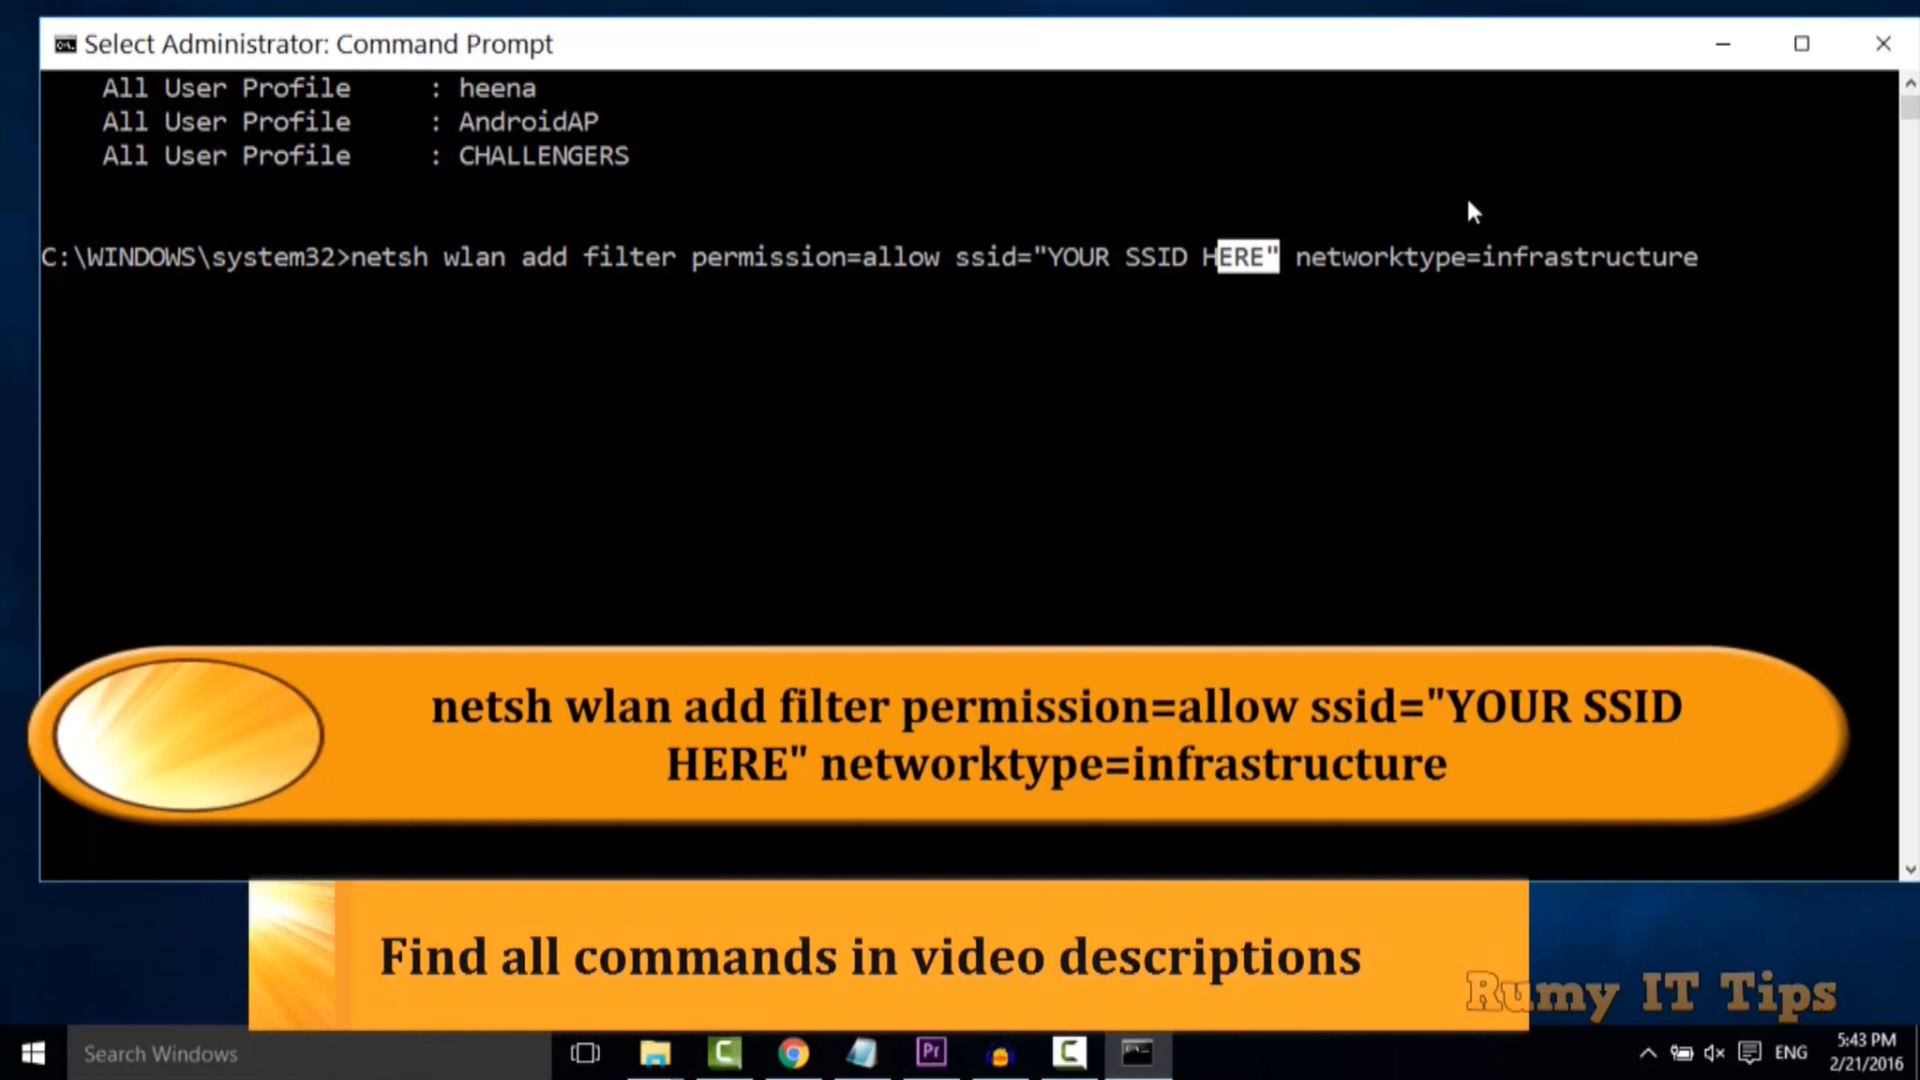 Select Administrator: Command Prompt
All User Profile : heena
All User Profile : AndroidAP
All User Profile : CHALLENGERS
C:\WINDOWS\system32>netsh wlan add filter permission=allow ssid="YOUR SSID HERE" networktype=infrastructure
netsh wlan add filter permission=allow ssid="YOUR SSID
HERE" networktype=infrastructure
Find all commands in video descriptions
Rumy IT Tips
Search Windows
Pr
ENG
5:43 PM
2/21/2016